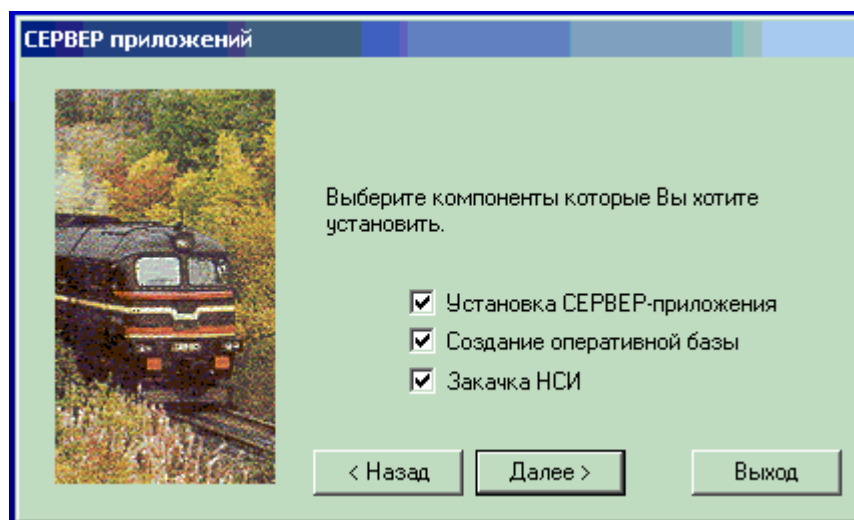 СЕРВЕР приложений
Выберите компоненты которые Вы хотите
установить.
Установка СЕРВЕР-приложения
Создание оперативной базы
Закачка НСИ
< Назад
Далее >
Выход